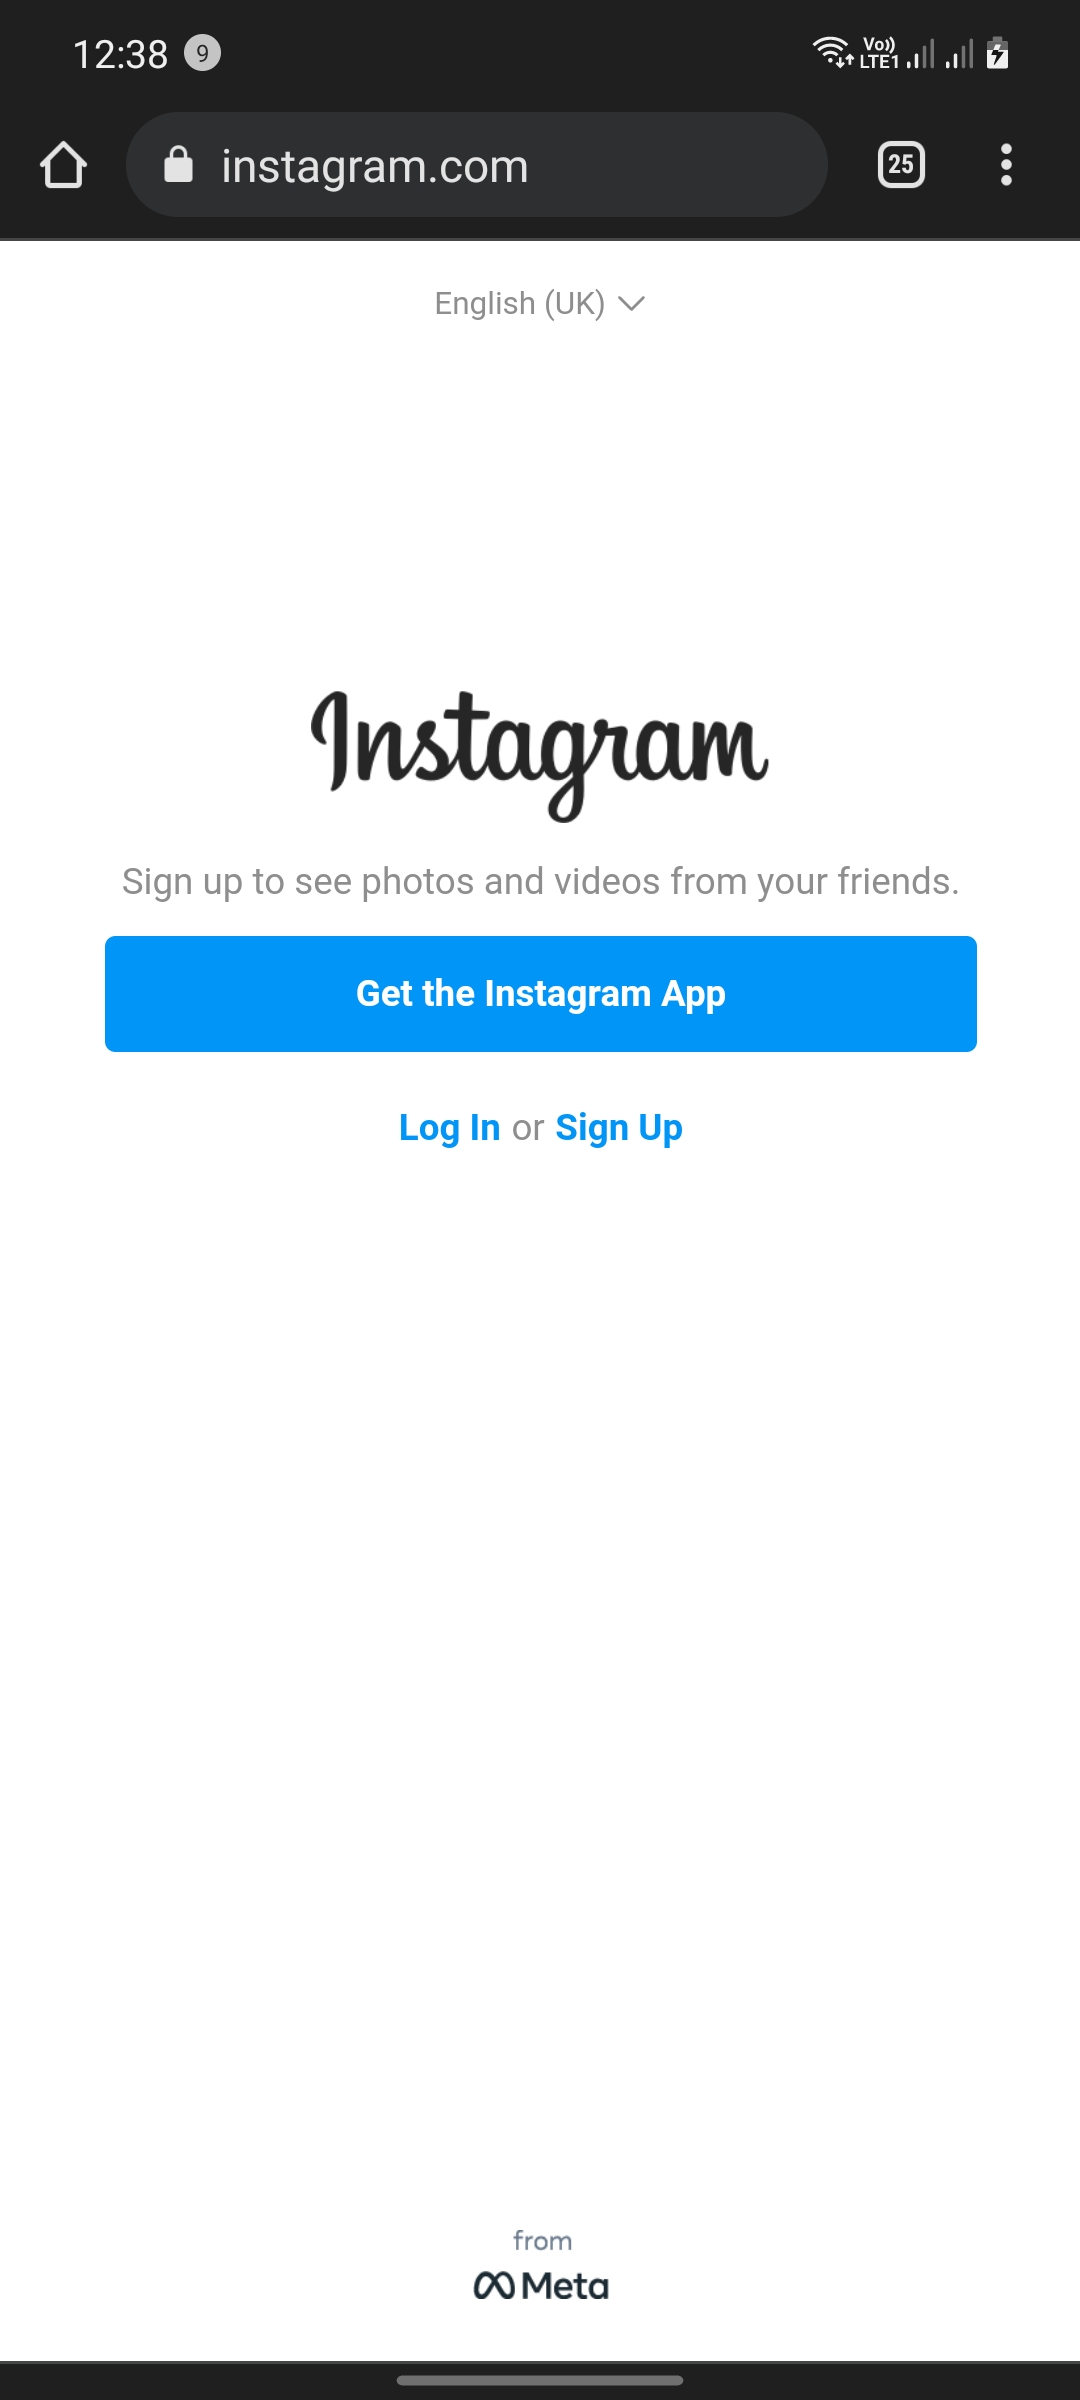 12:38 9 Vo)) LTE1
instagram.com 25
English (UK)
Instagram
Sign up to see photos and videos from your friends.
Get the Instagram App
Log In or Sign Up
from
Meta